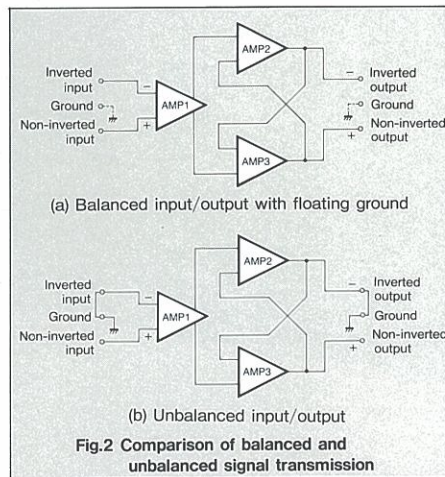 Inverted
input
Ground
Non-inverted
input
−
+
AMP1
AMP2
AMP3
−
+
Inverted
output
Ground
Non-inverted
output
(a) Balanced input/output with floating ground
Inverted
input
Ground
Non-inverted
input
−
+
AMP1
AMP2
AMP3
−
+
Inverted
output
Ground
Non-inverted
output
(b) Unbalanced input/output
Fig.2 Comparison of balanced and
unbalanced signal transmission